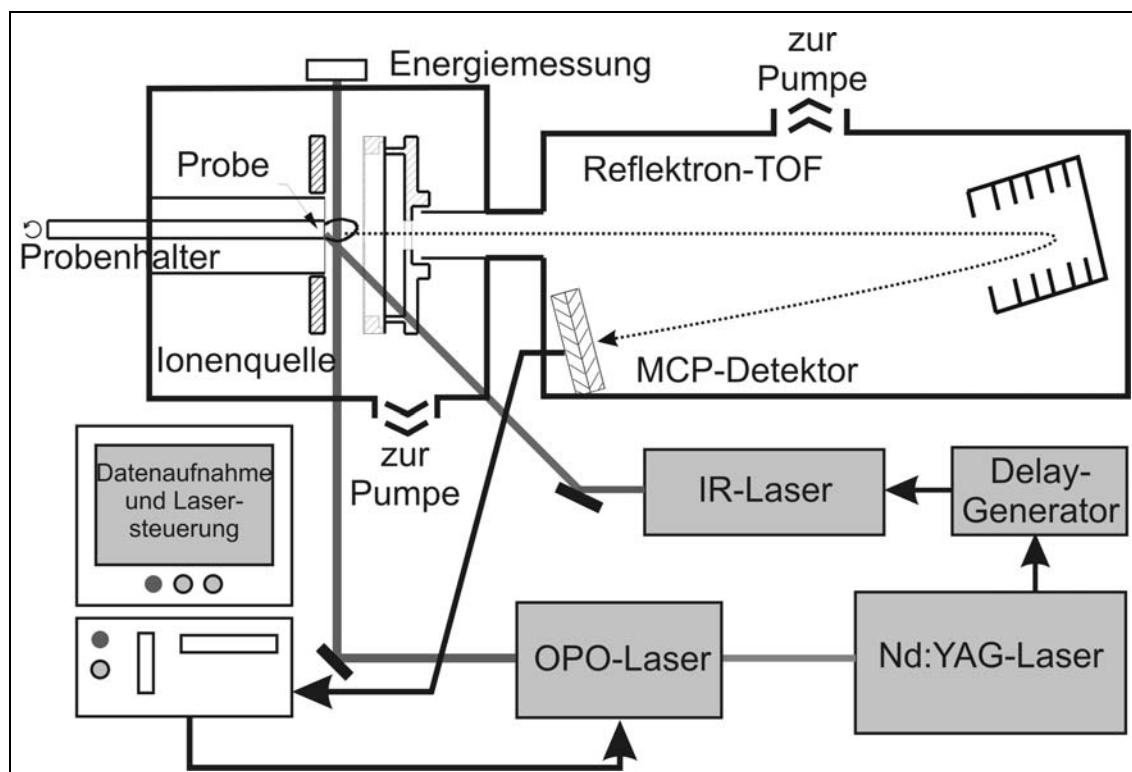 Energiemessung
zur
Pumpe
Probe
Reflektron-TOF
Probenhalter
Ionenquelle
MCP-Detektor
zur
Pumpe
Datenaufnahme
und Laser-
steuerung
IR-Laser
Delay-
Generator
OPO-Laser
Nd:YAG-Laser